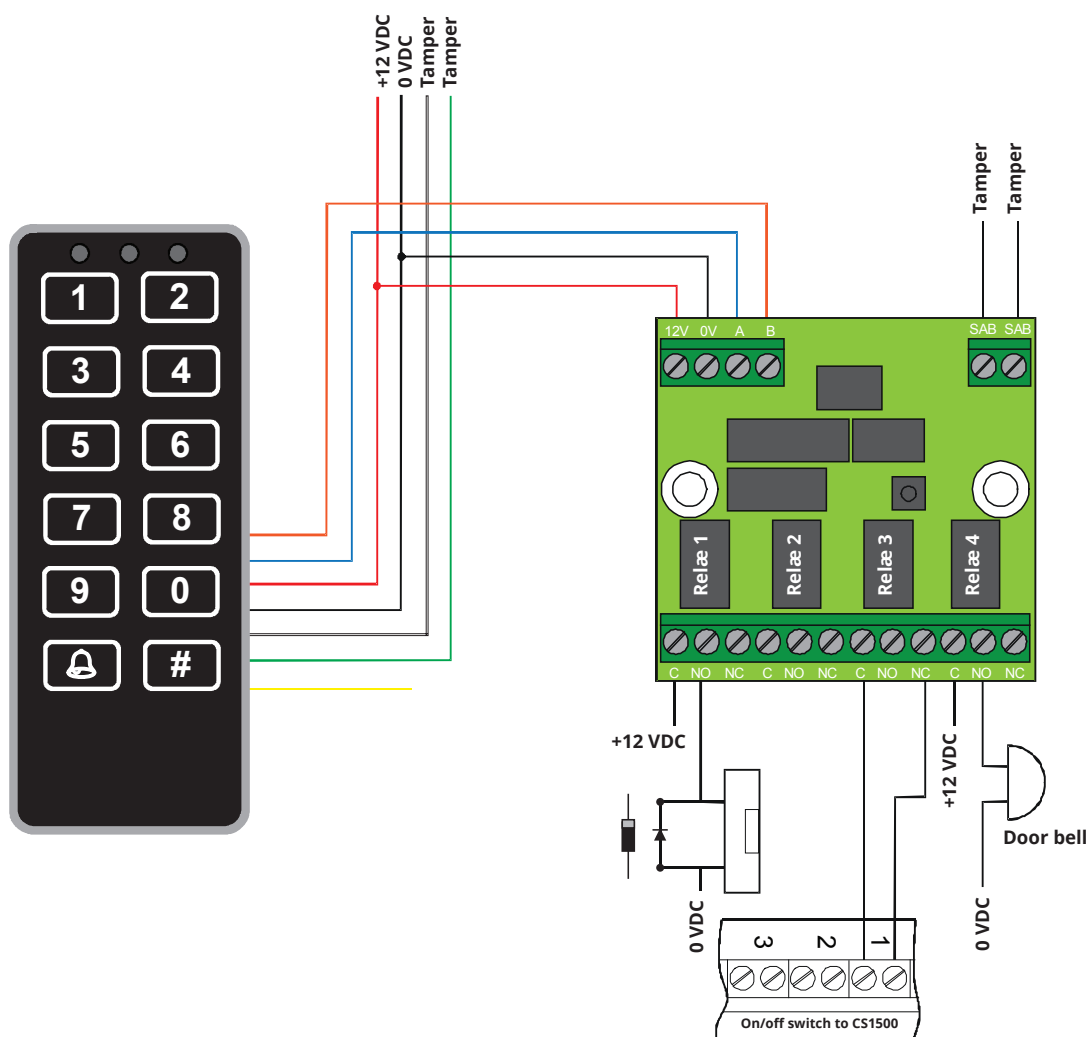 +12 VDC
0 VDC
Tamper
Tamper
Tamper
Tamper
1 2
3 4
5 6
7 8
9 0
#
12V 0V A B
SAB SAB
Relæ 1
Relæ 2
Relæ 3
Relæ 4
C NO NC C NO NC C NO NC C NO NC
+12 VDC
+12 VDC
Door bell
0 VDC
0 VDC
3 2 1
On/off switch to CS1500